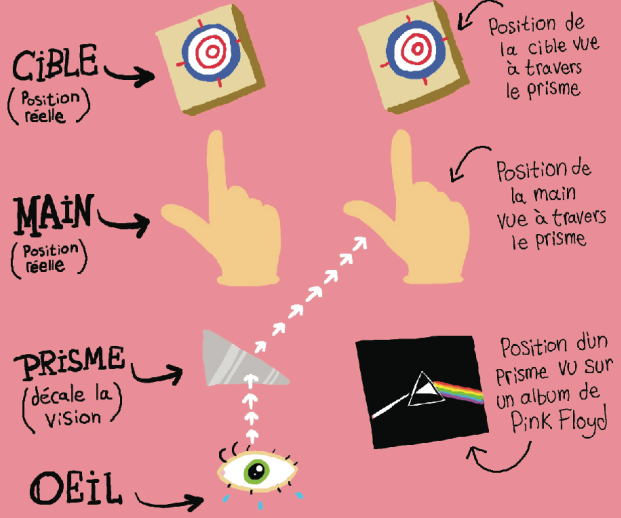 CiBLE
(Position
réelle)
Position de
la cible vue
à travers
le prisme
MAiN
(Position
réelle)
Position de
la main
vue à travers
le prisme
PRiSME
(décale la
ViSion)
Position d'un
Prisme vu sur
un album de
Pink Floyd
OEiL